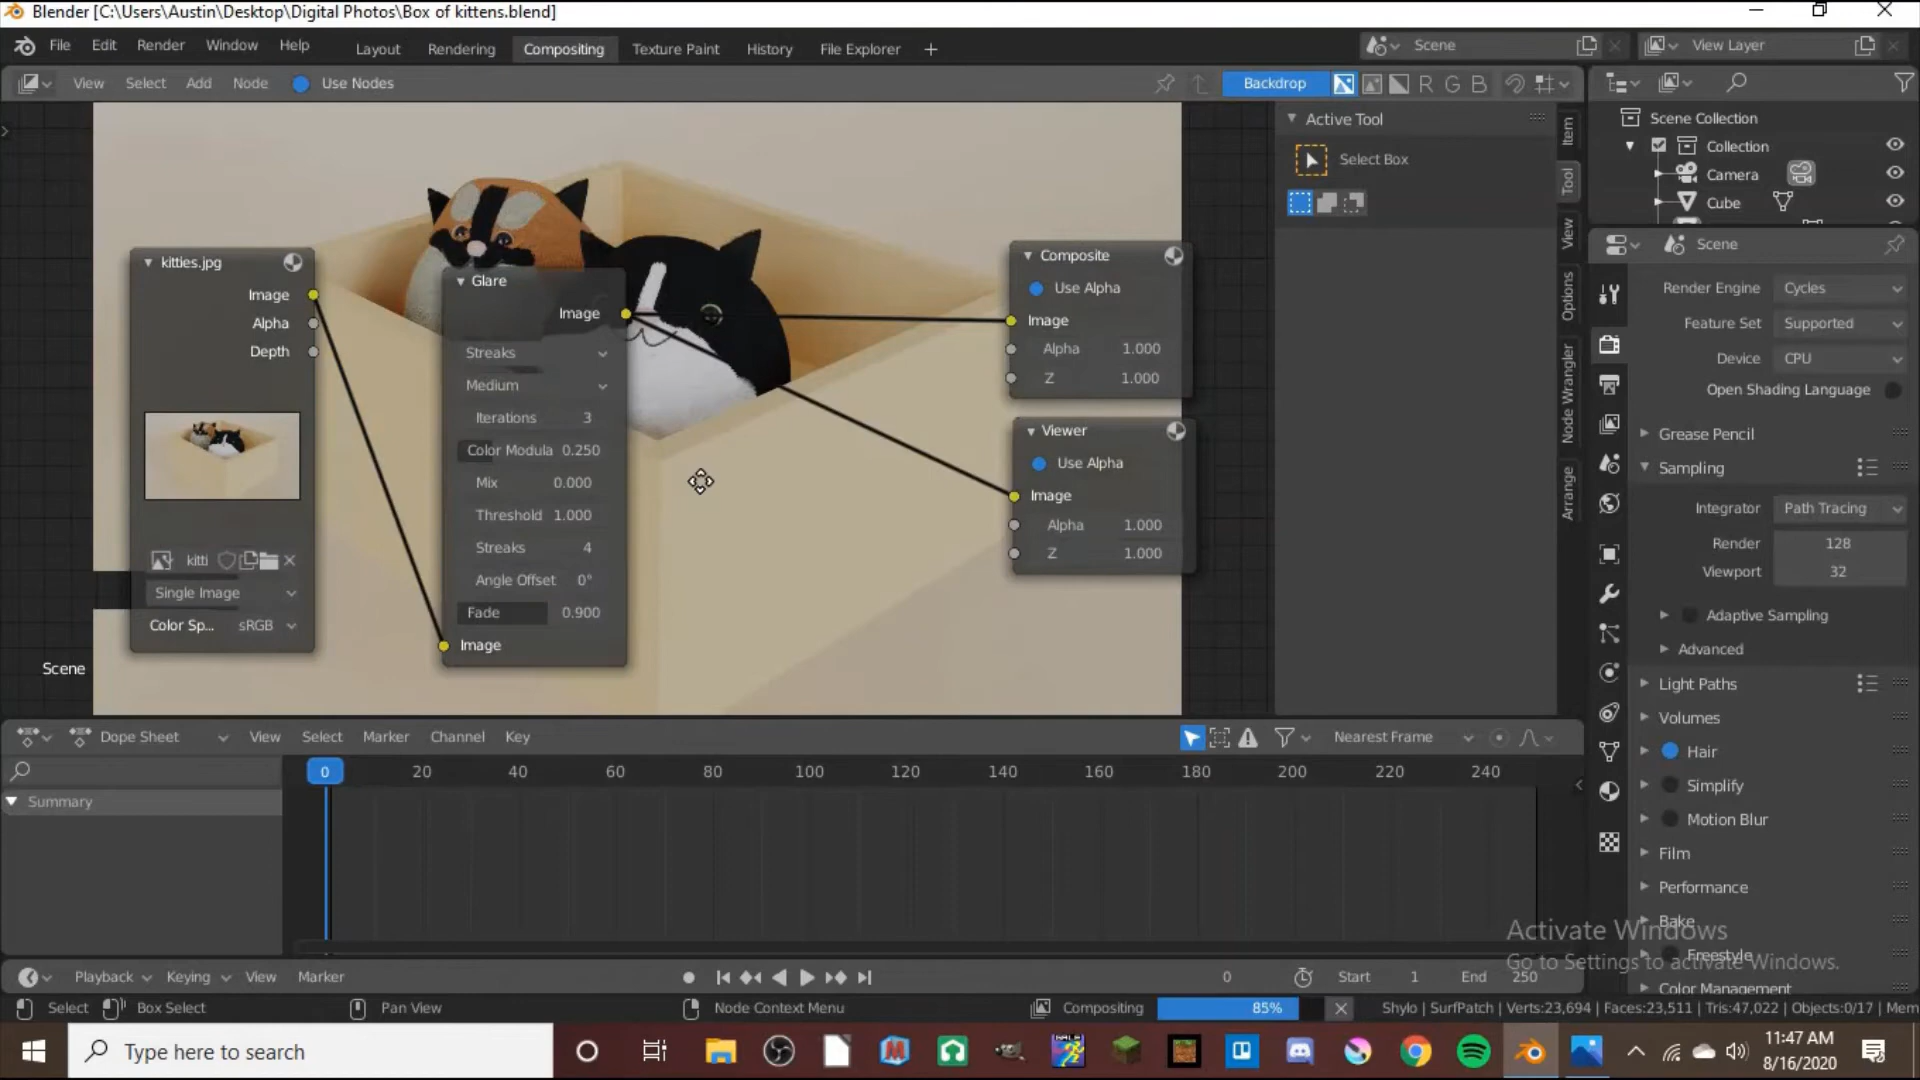 Blender [C:\Users\Austin\Desktop\Digital Photos\Box of kittens.blend]
File Edit Render Window Help
Layout Rendering Compositing Texture Paint History File Explorer +
Scene
View Layer
View Select Add Node Use Nodes
Backdrop R G B
Active Tool
Select Box
Item
Tool
View
Options
Node Wrangler
Arrange
Scene Collection
Collection
Camera
Cube
Scene
kitties.jpg
Image
Alpha
Depth
kitti
Single Image
Color Sp... sRGB
Glare
Image
Streaks
Medium
Iterations 3
Color Modula 0.250
Mix 0.000
Threshold 1.000
Streaks 4
Angle Offset 0°
Fade 0.900
Image
Composite
Use Alpha
Image
Alpha 1.000
Z 1.000
Viewer
Use Alpha
Image
Alpha 1.000
Z 1.000
Scene
Render Engine Cycles
Feature Set Supported
Device CPU
Open Shading Language
Grease Pencil
Sampling
Integrator Path Tracing
Render 128
Viewport 32
Adaptive Sampling
Advanced
Light Paths
Volumes
Hair
Simplify
Motion Blur
Film
Performance
Bake
Freestyle
Color Management
Activate Windows
Go to Settings to activate Windows.
Dope Sheet View Select Marker Channel Key
Nearest Frame
0 20 40 60 80 100 120 140 160 180 200 220 240
Summary
Playback Keying View Marker
0 Start 1 End 250
Select Box Select Pan View Node Context Menu Compositing 85% Shylo | SurfPatch | Verts:23,694 | Faces:23,511 | Tris:47,022 | Objects:0/17 | Mem
Type here to search
11:47 AM
8/16/2020